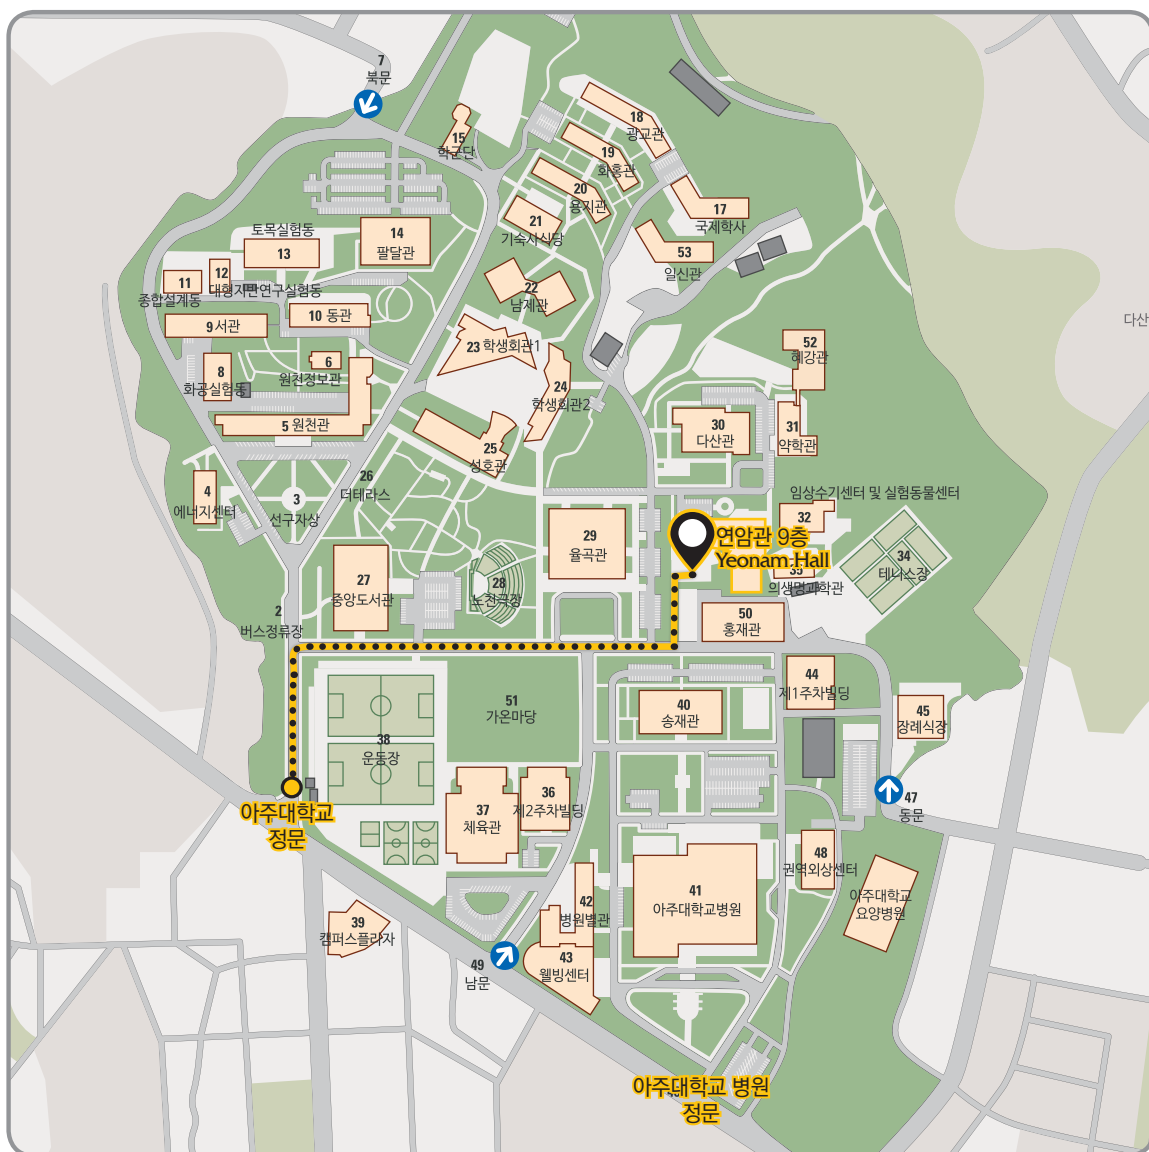 7
북문
15
학군단
18
광교관
19
화홍관
20
용지관
21
기숙사식당
17
국제학사
53
일신관
토목실험동
13
14
팔달관
12
대형지반연구실험동
11
종합설계동
22
남제관
9 서관
10 동관
23 학생회관1
다산
52
혜강관
8
화공실험동
6
원천정보관
24
학생회관2
5 원천관
30
다산관
31
약학관
25
성호관
26
더테라스
4
에너지센터
3
선구자상
임상수기센터 및 실험동물센터
32
29
율곡관
연암관 9층
Yeonam Hall
34
테니스장
35
의생명과학관
27
중앙도서관
28
노천극장
2
버스정류장
50
홍재관
44
제1주차빌딩
51
가온마당
40
송재관
45
장례식장
38
운동장
아주대학교
정문
37
체육관
36
제2주차빌딩
47
동문
48
권역외상센터
41
아주대학교병원
42
병원별관
아주대학교
요양병원
39
캠퍼스플라자
49
남문
43
웰빙센터
아주대학교 병원
정문